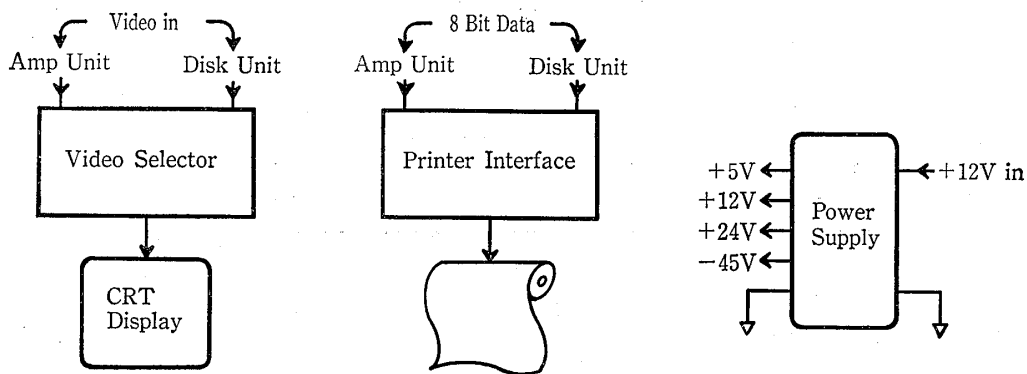 Video in
Amp Unit
Disk Unit
Video Selector
CRT
Display
8 Bit Data
Amp Unit
Disk Unit
Printer Interface
+5V
+12V
+24V
−45V
Power
Supply
+12V in